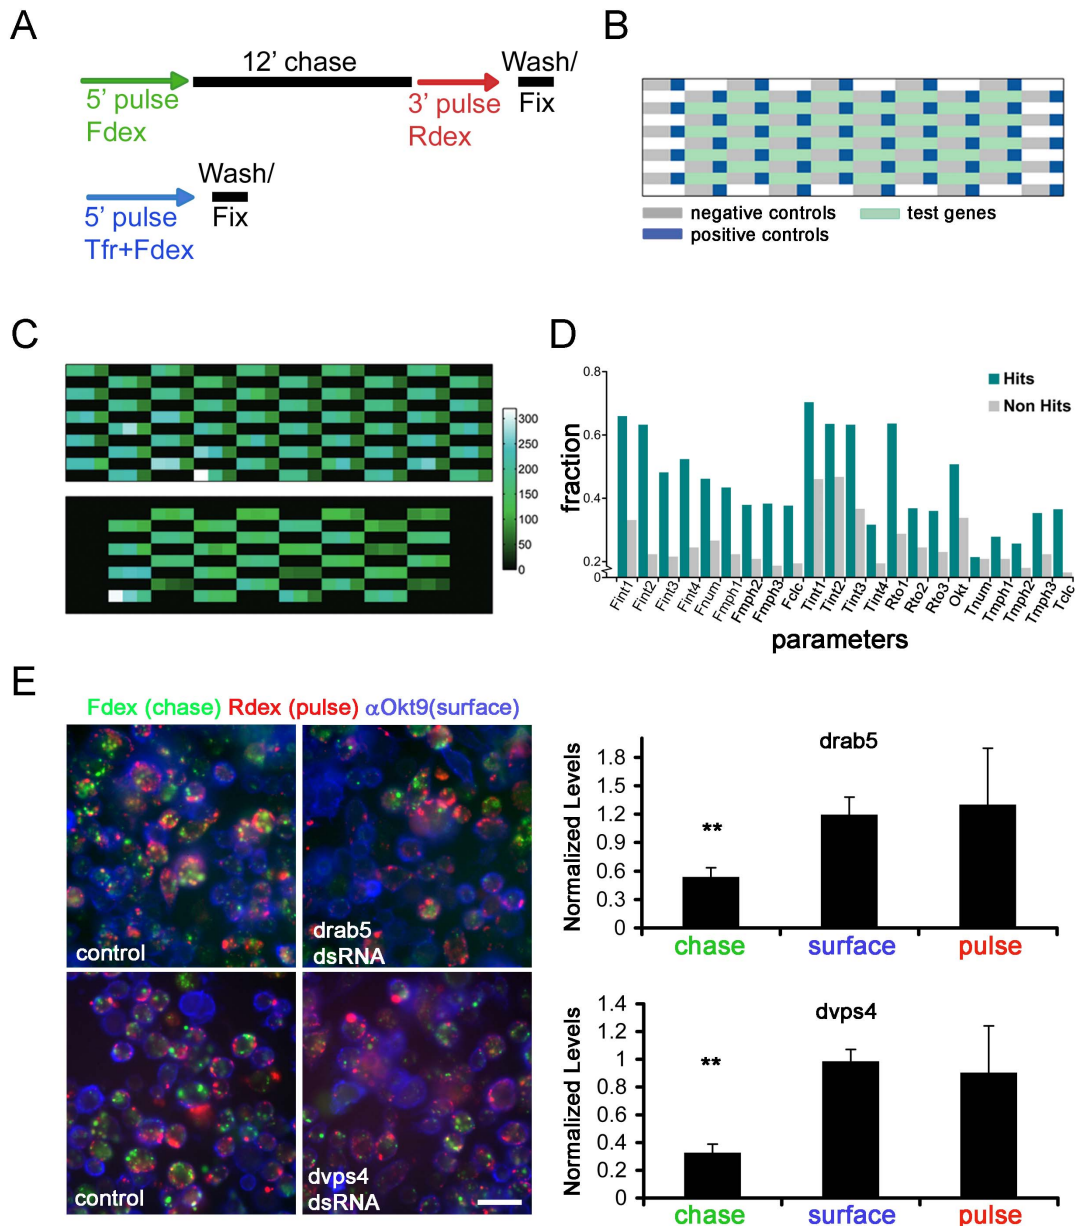 A
12’ chase
Wash/
5’ pulse
Fdex
3’ pulse
Rdex
Fix
Wash/
5’ pulse
Fix
Tfr+Fdex
B
negative controls
test genes
positive controls
C
300
250
200
150
100
50
0
D
0.8
0.6
0.4
0.2
0
fraction
Hits
Non Hits
Fint1
Fint2
Fint3
Fint4
Fnum
Fmph1
Fmph2
Fmph3
Fclc
Tint1
Tint2
Tint3
Tint4
Rto1
Rto2
Rto3
Okt
Tnum
Tmph1
Tmph2
Tmph3
Tclc
parameters
E
Fdex (chase) Rdex (pulse) αOkt9(surface)
control
drab5
dsRNA
control
dvps4
dsRNA
drab5
Normalized Levels
1.8
1.5
1.2
0.9
0.6
0.3
0
**
chase
surface
pulse
dvps4
Normalized Levels
1.4
1.2
1
0.8
0.6
0.4
0.2
0
**
chase
surface
pulse